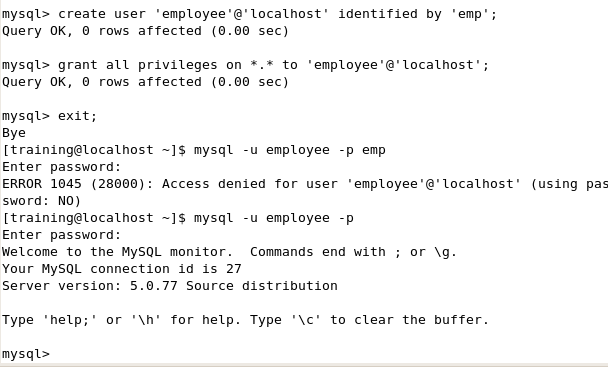 mysql> create user 'employee'@'localhost' identified by 'emp';
Query OK, 0 rows affected (0.00 sec)
mysql> grant all privileges on *.* to 'employee'@'localhost';
Query OK, 0 rows affected (0.00 sec)
mysql> exit;
Bye
[training@localhost ~]$ mysql -u employee -p emp
Enter password:
ERROR 1045 (28000): Access denied for user 'employee'@'localhost' (using pas
sword: NO)
[training@localhost ~]$ mysql -u employee -p
Enter password:
Welcome to the MySQL monitor.  Commands end with ; or \g.
Your MySQL connection id is 27
Server version: 5.0.77 Source distribution
Type 'help;' or '\h' for help. Type '\c' to clear the buffer.
mysql>